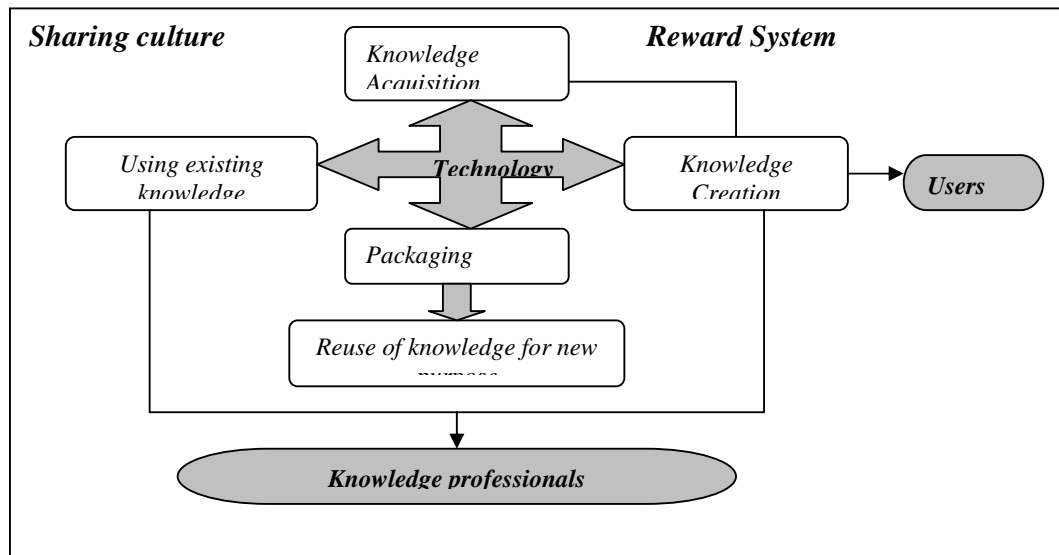 Sharing culture
Reward System
Knowledge
Acquisition
Using existing
knowledge
Technology
Knowledge
Creation
Users
Packaging
Reuse of knowledge for new
purpose
Knowledge professionals